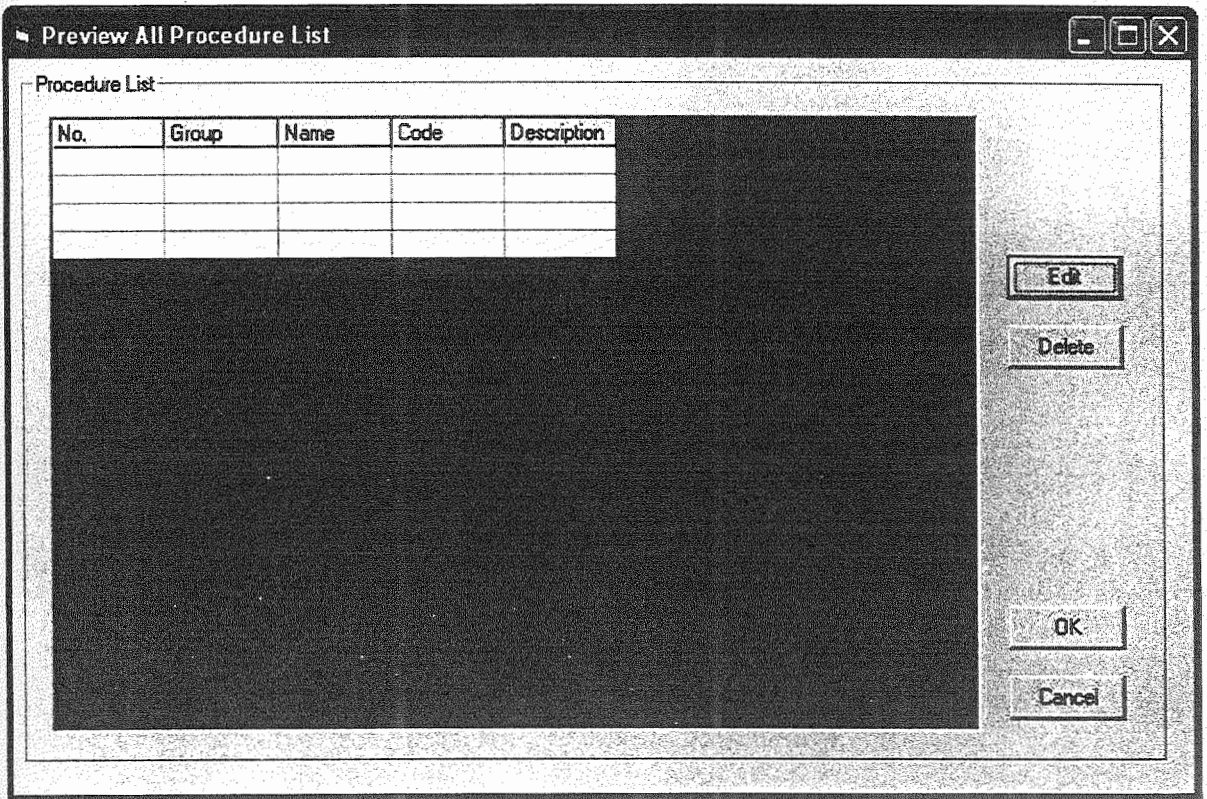 Preview All Procedure List
Procedure List
No. Group Name Code Description
Edit
Delete
OK
Cancel